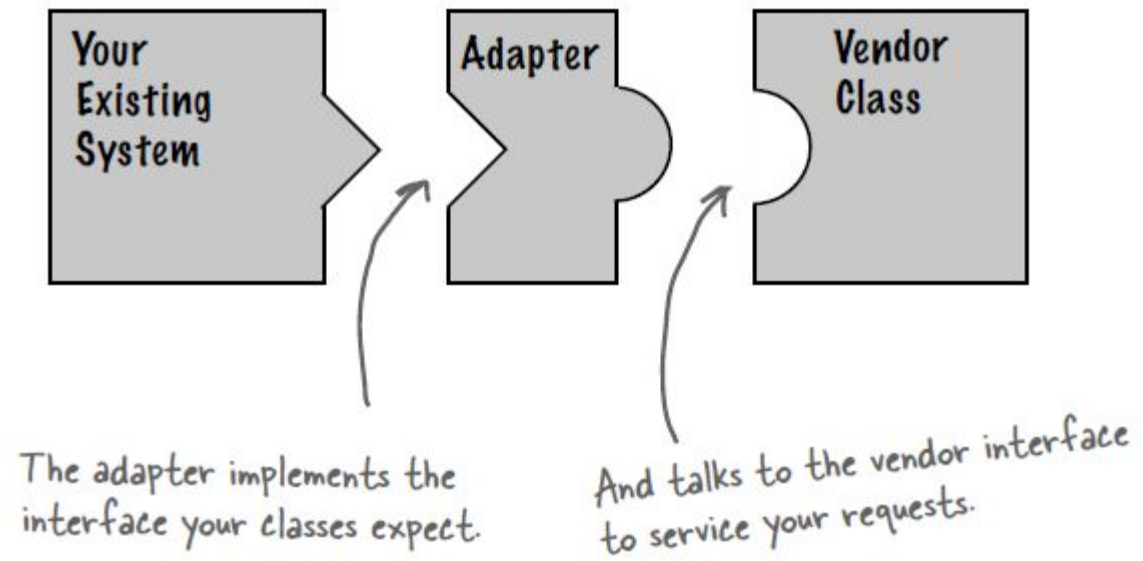 Your
Existing
System
Adapter
Vendor
Class
The adapter implements the
interface your classes expect.
And talks to the vendor interface
to service your requests.